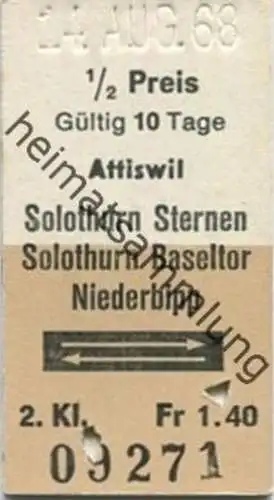 AUG. 68
1/2 Preis
Gültig 10 Tage
Attiswil
Solothurn Sternen
Solothurn Baseltor
Niederbipp
2. Kl. Fr 1.40
09271
heimatsammlung